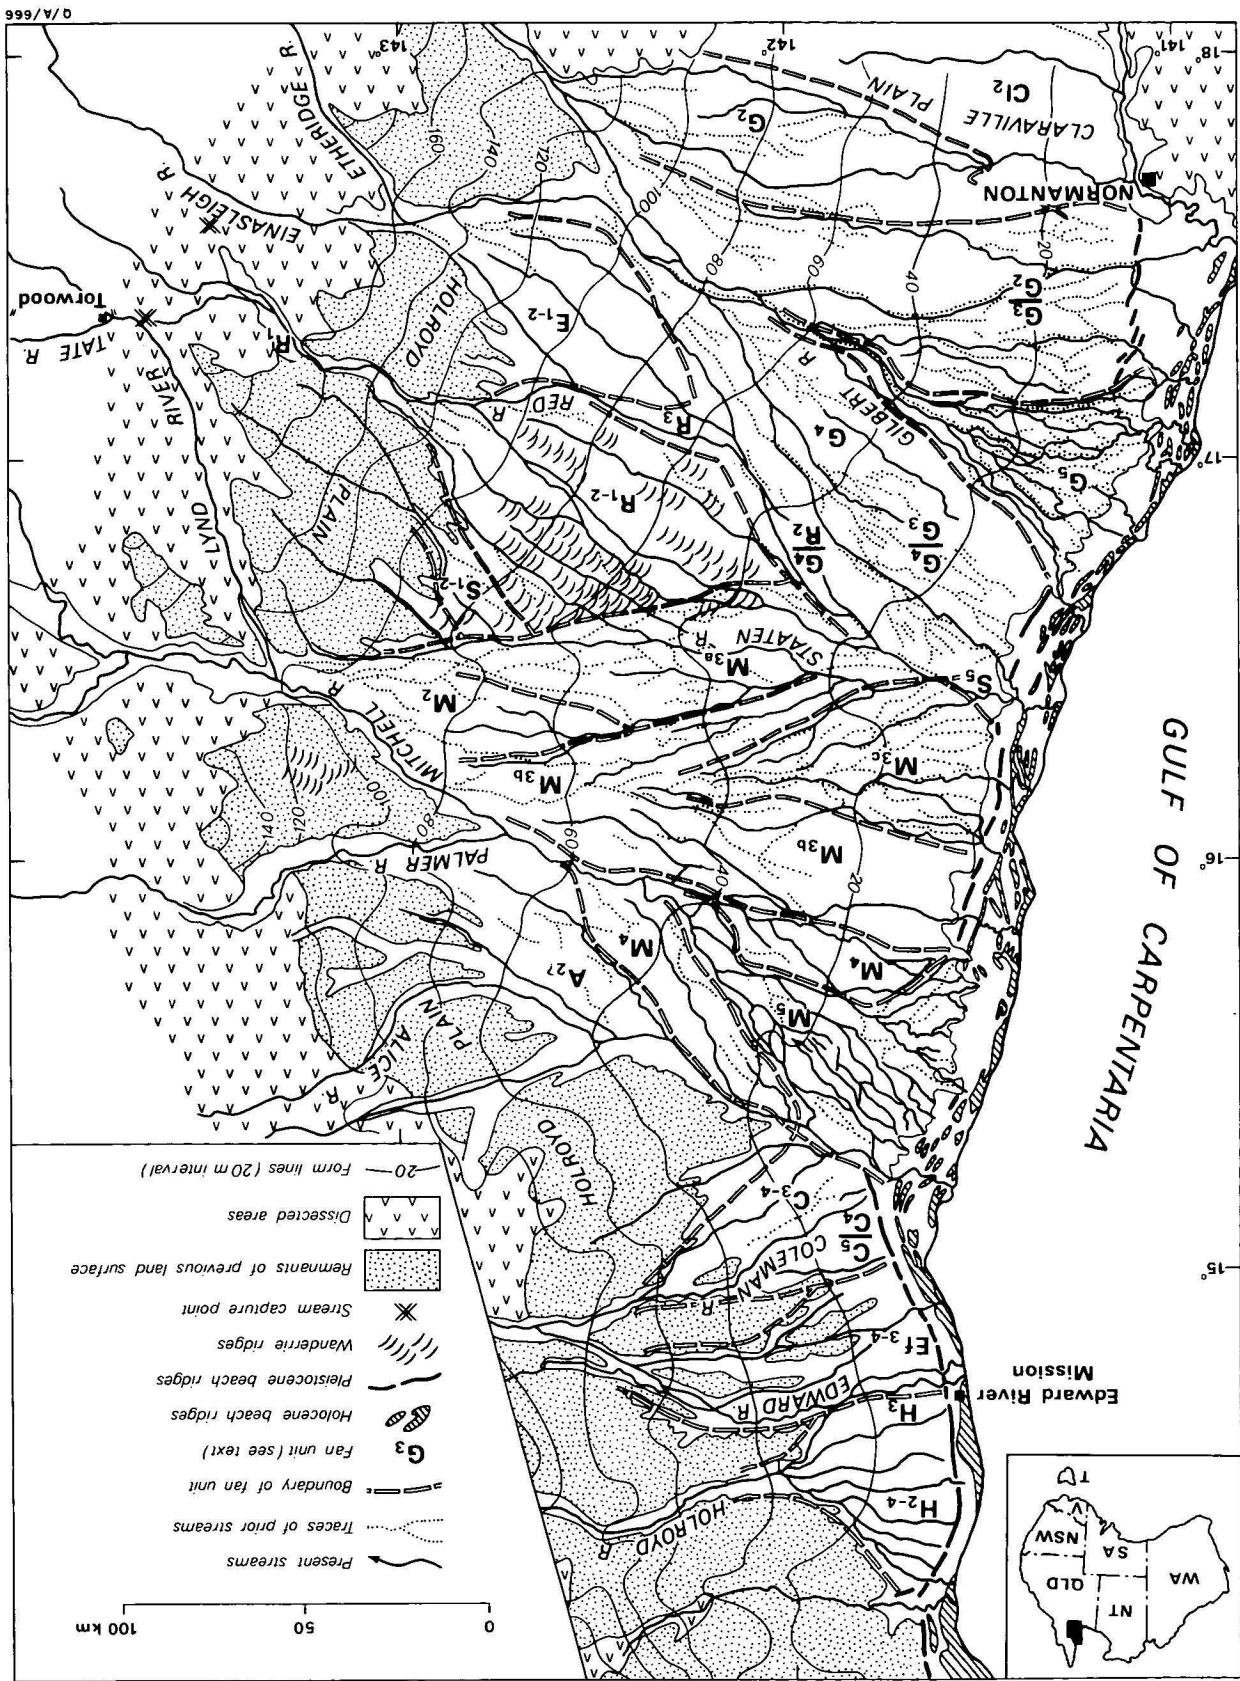 WA
NT
QLD
SA
NSW
V
T
0
50
100 km
Present streams
Traces of prior streams
Boundary of fan unit
G3 Fan unit (see text)
Holocene beach ridges
Pleistocene beach ridges
Wanderrie ridges
Stream capture point
Remnants of previous land surface
Dissected areas
—20— Form lines (20 m interval)
HOLROYD R
H2-4
H3
Edward River
Mission
EDWARD R
Ef 3-4
15°
COLEMAN R
C5
C4
C3-4
HOLROYD
PLAIN
ALICE R.
GULF OF CARPENTARIA
M5
M4
M4
A2?
PALMER R.
16°
20
40
60
80
100
120
140
M3b
M3b
M3c
MITCHELL R
M2
M3a
S5
STATEN R.
S1-2
G4
G3
G4
R2
R1-2
PLAIN
LYND RIVER
17°
G5
GILBERT R
G4
R3
RED R
R1
"Torwood"
TATE R.
G3
G2
20
40
60
80
100
120
140
160
E1-2
HOLROYD
EINASLEIGH R.
ETHERIDGE R
NORMANTON
CLARAVILLE PLAIN
Cl2
G2
18°
141°
142°
143°
Q/A/666